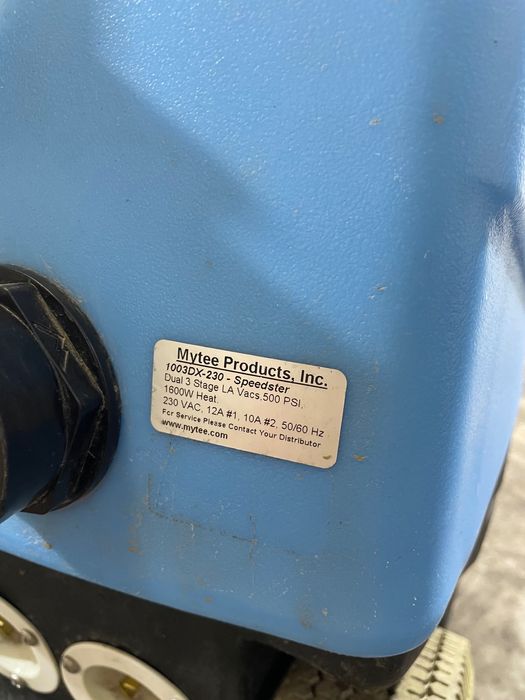 Mytee Products, Inc.
1003DX-230 - Speedster
Dual 3 Stage LA Vacs,500 PSI,
1600W Heat.
230 VAC, 12A #1, 10A #2, 50/60 Hz
For Service Please Contact Your Distributor
www.mytee.com